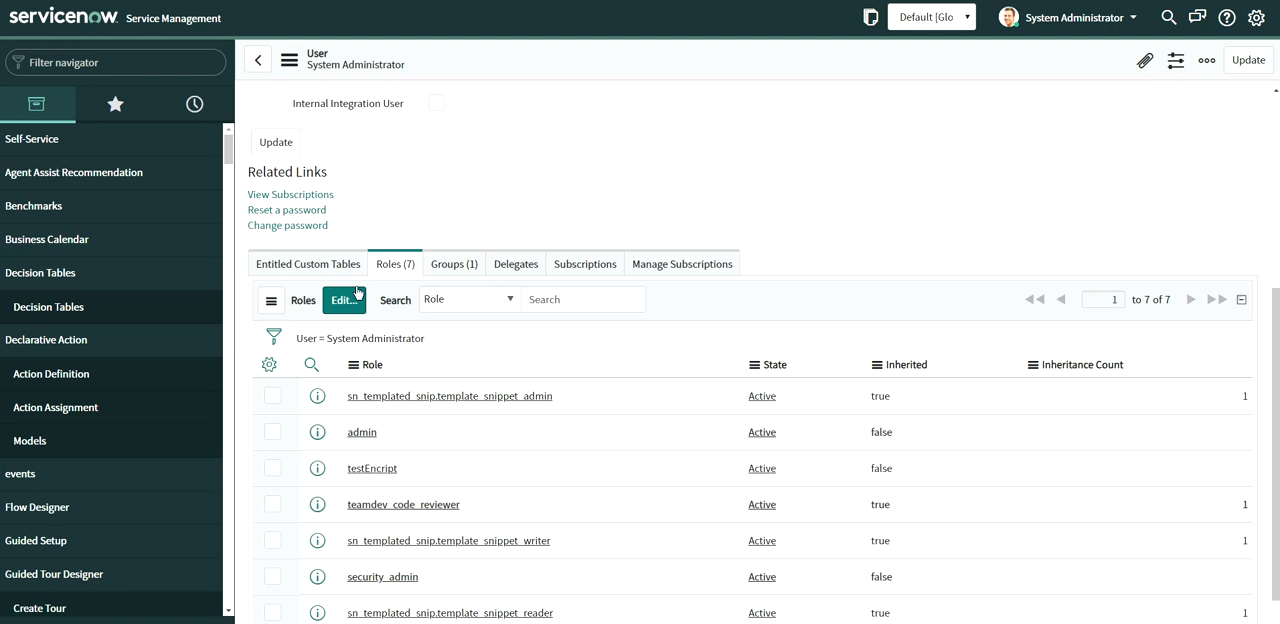 servicenow. Service Management
Default [Glo
System Administrator
Filter navigator
Self-Service
Agent Assist Recommendation
Benchmarks
Business Calendar
Decision Tables
Decision Tables
Declarative Action
Action Definition
Action Assignment
Models
events
Flow Designer
Guided Setup
Guided Tour Designer
Create Tour
User
System Administrator
Update
Internal Integration User
Update
Related Links
View Subscriptions
Reset a password
Change password
Entitled Custom Tables Roles (7) Groups (1) Delegates Subscriptions Manage Subscriptions
Roles Edit... Search Role Search 1 to 7 of 7
User = System Administrator
Role State Inherited Inheritance Count
sn_templated_snip.template_snippet_admin Active true 1
admin Active false
testEncript Active false
teamdev_code_reviewer Active true 1
sn_templated_snip.template_snippet_writer Active true 1
security_admin Active false
sn_templated_snip.template_snippet_reader Active true 1